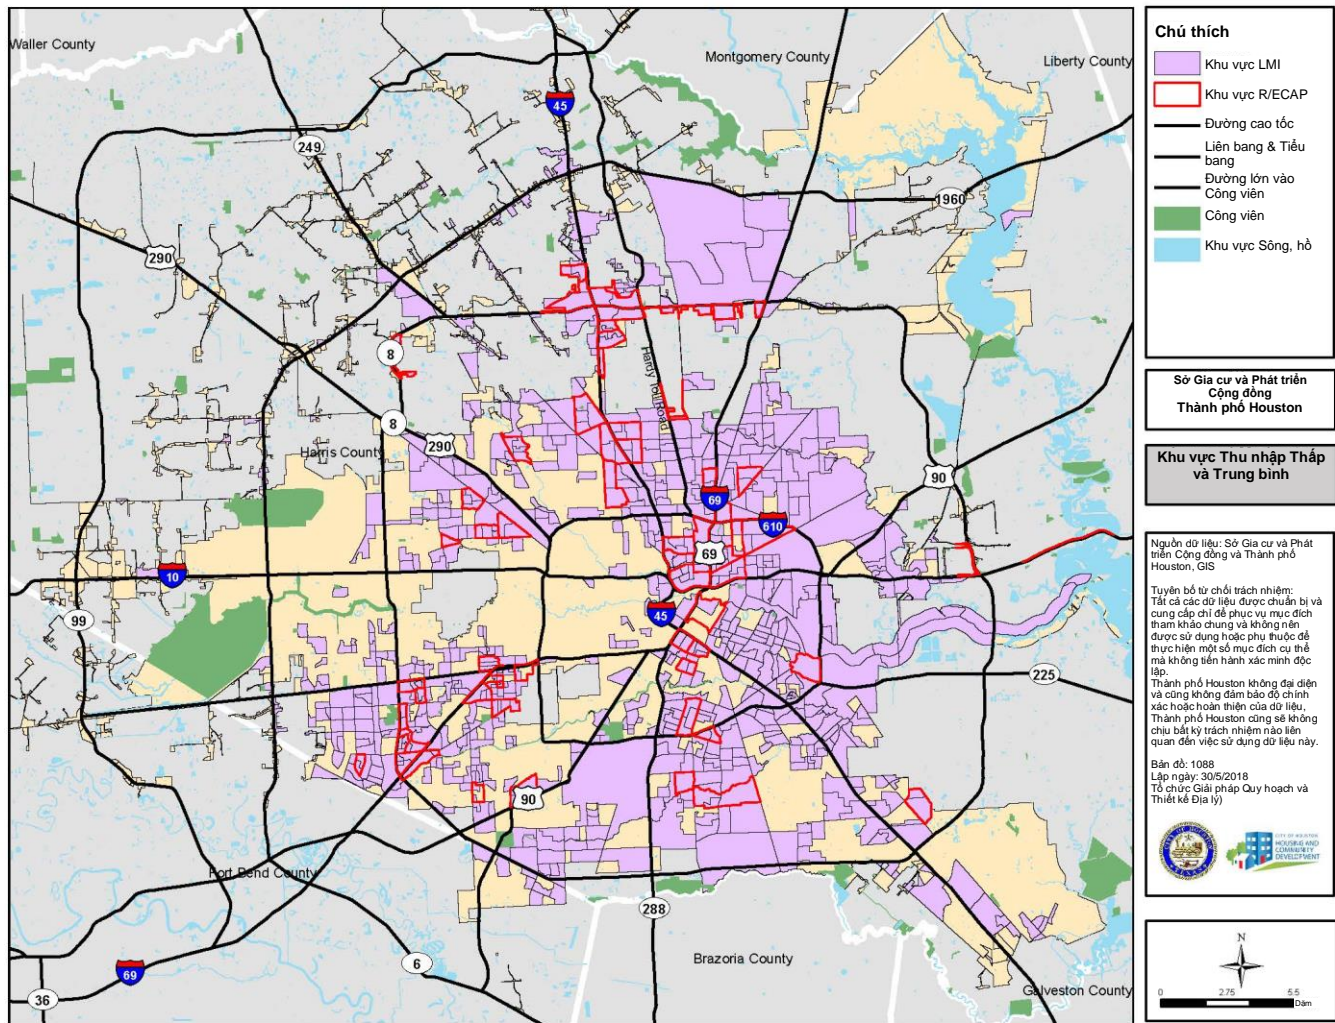 Waller County
Montgomery County
Liberty County
45
249
1960
290
8
Hardy Toll Road
8
290
Harris County
90
69
610
69
10
45
99
225
90
Fort Bend County
288
6
69
36
Brazoria County
Galveston County
Chú thích
Khu vực LMI
Khu vực R/ECAP
Đường cao tốc
Liên bang & Tiểu
bang
Đường lớn vào
Công viên
Công viên
Khu vực Sông, hồ
Sở Gia cư và Phát triển
Cộng đồng
Thành phố Houston
Khu vực Thu nhập Thấp
và Trung bình
Nguồn dữ liệu: Sở Gia cư và Phát
triển Cộng đồng và Thành phố
Houston, GIS
Tuyên bố từ chối trách nhiệm:
Tất cả các dữ liệu được chuẩn bị và
cung cấp chỉ để phục vụ mục đích
tham khảo chung và không nên
được sử dụng hoặc phụ thuộc để
thực hiện một số mục đích cụ thể
mà không tiến hành xác minh độc
lập.
Thành phố Houston không đại diện
và cũng không đảm bảo độ chính
xác hoặc hoàn thiện của dữ liệu,
Thành phố Houston cũng sẽ không
chịu bất kỳ trách nhiệm nào liên
quan đến việc sử dụng dữ liệu này.
Bản đồ: 1088
Lập ngày: 30/5/2018
Tổ chức Giải pháp Quy hoạch và
Thiết kế Địa lý)
CITY OF HOUSTON
HOUSING AND
COMMUNITY
DEVELOPMENT
N
0 2.75 5.5
Dặm